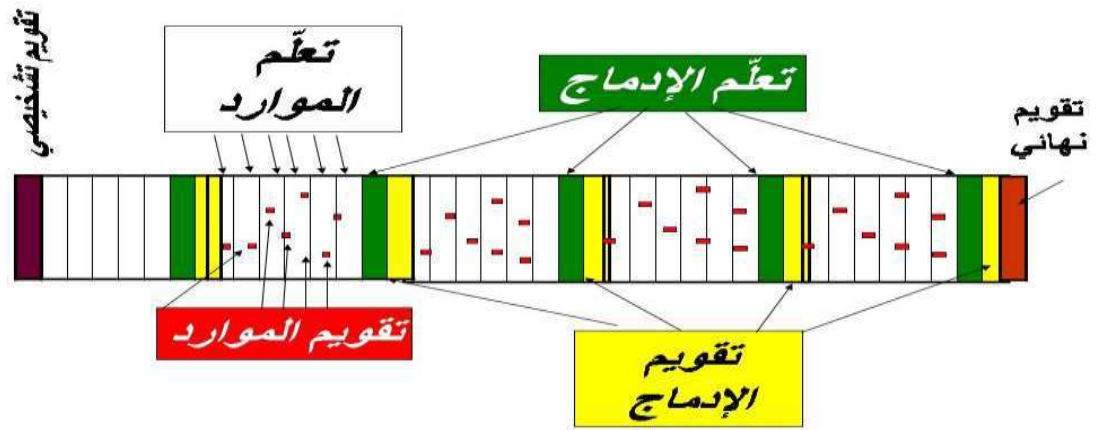 تقويم تشخيصي
تعلّم
الموارد
تعلّم الإدماج
تقويم
نهائي
تقويم الموارد
تقويم
الإدماج